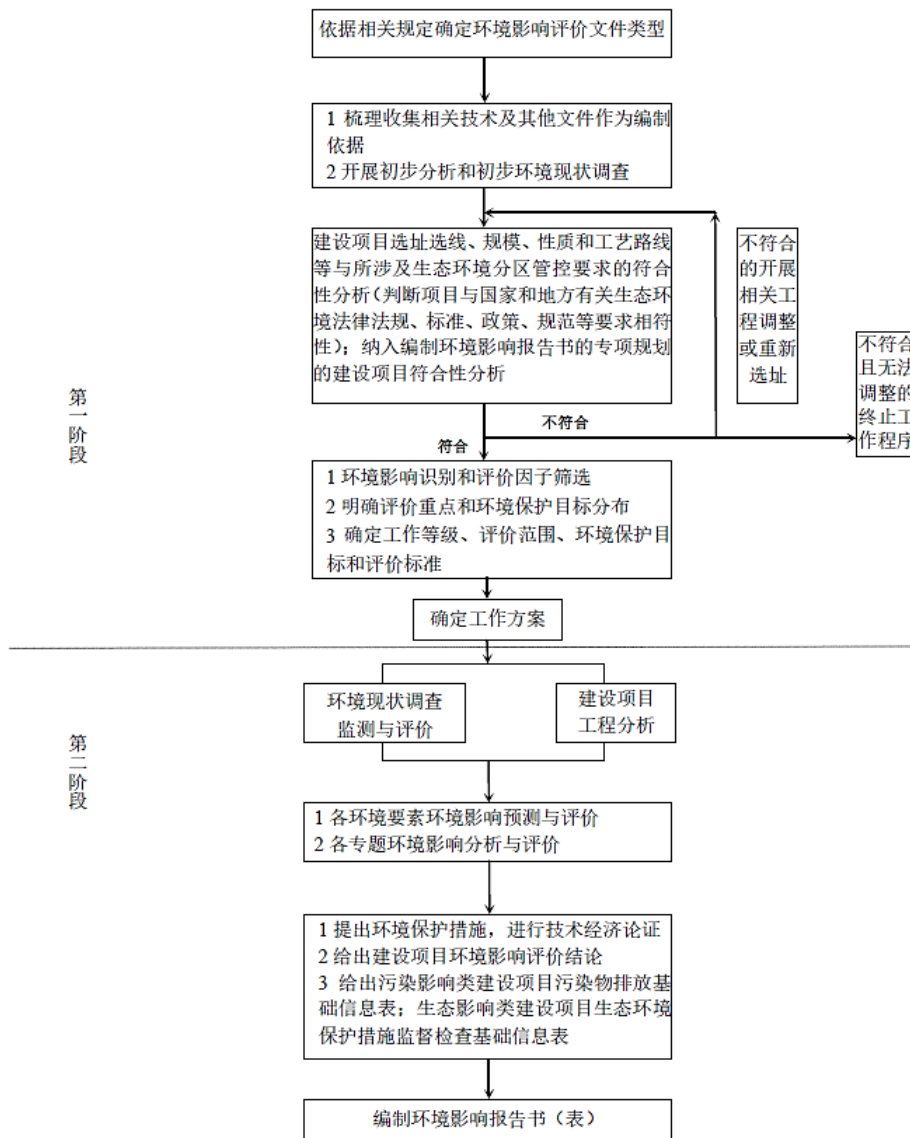 依据相关规定确定环境影响评价文件类型
1 梳理收集相关技术及其他文件作为编制
依据
2 开展初步分析和初步环境现状调查
建设项目选址选线、规模、性质和工艺路线
等与所涉及生态环境分区管控要求的符合
性分析(判断项目与国家和地方有关生态环
境法律法规、标准、政策、规范等要求相符
性);纳入编制环境影响报告书的专项规划
的建设项目符合性分析
不符合
的开展
相关工
程调整
或重新
选址
不符合
且无法
调整的
终止工
作程序
第一阶段
不符合
符合
1 环境影响识别和评价因子筛选
2 明确评价重点和环境保护目标分布
3 确定工作等级、评价范围、环境保护目
标和评价标准
确定工作方案
第二阶段
环境现状调查
监测与评价
建设项目
工程分析
1 各环境要素环境影响预测与评价
2 各专题环境影响分析与评价
1 提出环境保护措施，进行技术经济论证
2 给出建设项目环境影响评价结论
3 给出污染影响类建设项目污染物排放基
础信息表；生态影响类建设项目生态环境
保护措施监督检查基础信息表
编制环境影响报告书（表）